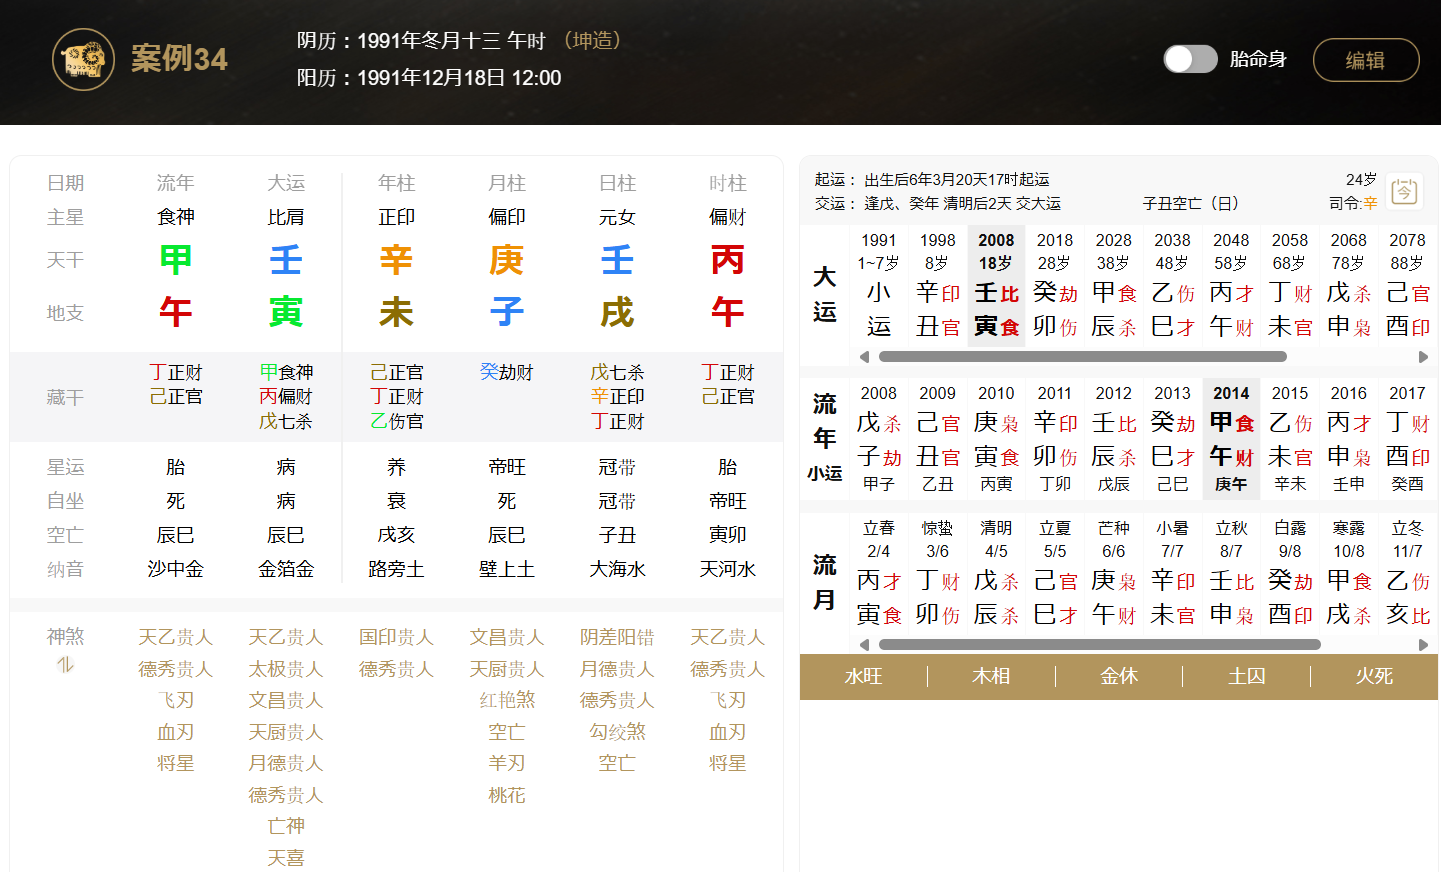 案例34
阴历：1991年冬月十三 午时 （坤造）
阳历：1991年12月18日 12:00
胎命身
编辑
日期 流年 大运 年柱 月柱 日柱 时柱
主星 食神 比肩 正印 偏印 元女 偏财
天干 甲 壬 辛 庚 壬 丙
地支 午 寅 未 子 戌 午
藏干
丁正财 甲食神 己正官 癸劫财 戊七杀 丁正财
己正官 丙偏财 丁正财 辛正印 己正官
戊七杀 乙伤官 丁正财
星运 胎 病 养 帝旺 冠带 胎
自坐 死 病 衰 死 冠带 帝旺
空亡 辰巳 辰巳 戌亥 辰巳 子丑 寅卯
纳音 沙中金 金箔金 路旁土 壁上土 大海水 天河水
神煞 天乙贵人 天乙贵人 国印贵人 文昌贵人 阴差阳错 天乙贵人
德秀贵人 太极贵人 德秀贵人 天厨贵人 月德贵人 德秀贵人
飞刃 文昌贵人 红艳煞 德秀贵人 飞刃
血刃 天厨贵人 空亡 勾绞煞 血刃
将星 月德贵人 羊刃 空亡 将星
德秀贵人 桃花
亡神
天喜
起运： 出生后6年3月20天17时起运 24岁
今
交运： 逢戊、癸年 清明后2天 交大运 子丑空亡（日） 司令:辛
大运
1991 1998 2008 2018 2028 2038 2048 2058 2068 2078
1~7岁 8岁 18岁 28岁 38岁 48岁 58岁 68岁 78岁 88岁
小 辛印 壬比 癸劫 甲食 乙伤 丙才 丁财 戊杀 己官
运 丑官 寅食 卯伤 辰杀 巳才 午财 未官 申枭 酉印
流年
小运
2008 2009 2010 2011 2012 2013 2014 2015 2016 2017
戊杀 己官 庚枭 辛印 壬比 癸劫 甲食 乙伤 丙才 丁财
子劫 丑官 寅食 卯伤 辰杀 巳才 午财 未官 申枭 酉印
甲子 乙丑 丙寅 丁卯 戊辰 己巳 庚午 辛未 壬申 癸酉
流月
立春 惊蛰 清明 立夏 芒种 小暑 立秋 白露 寒露 立冬
2/4 3/6 4/5 5/5 6/6 7/7 8/7 9/8 10/8 11/7
丙才 丁财 戊杀 己官 庚枭 辛印 壬比 癸劫 甲食 乙伤
寅食 卯伤 辰杀 巳才 午财 未官 申枭 酉印 戌杀 亥比
水旺 木相 金休 土囚 火死